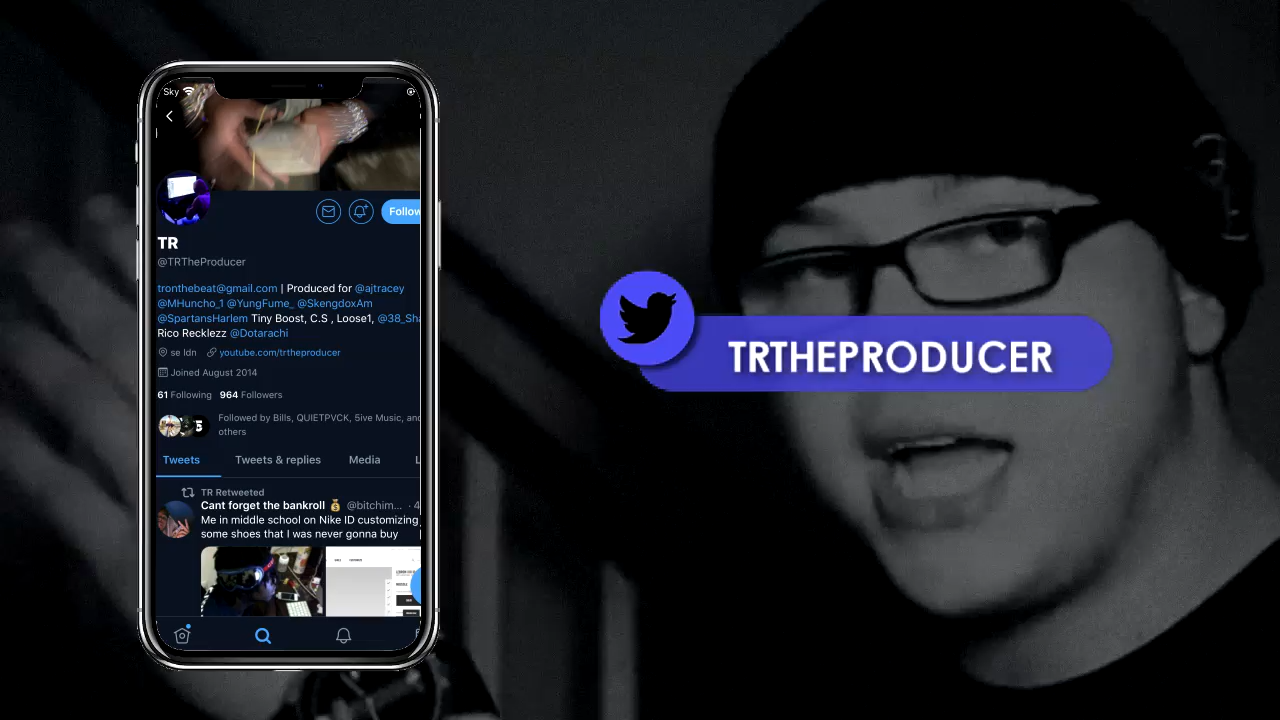 Sky
Follow
TR
@TRTheProducer
tronthebeat@gmail.com | Produced for @ajtracey
@MHuncho_1 @YungFume_ @SkengdoxAm
@SpartansHarlem Tiny Boost, C.S , Loose1, @38_Sha
Rico Recklezz @Dotarachi
se ldn youtube.com/trtheproducer
Joined August 2014
61 Following 964 Followers
Followed by Bills, QUIETPVCK, 5ive Music, and
others
Tweets Tweets & replies Media L
TR Retweeted
Cant forget the bankroll 💰 @bitchim... · 4
Me in middle school on Nike ID customizing
some shoes that I was never gonna buy
TRTHEPRODUCER